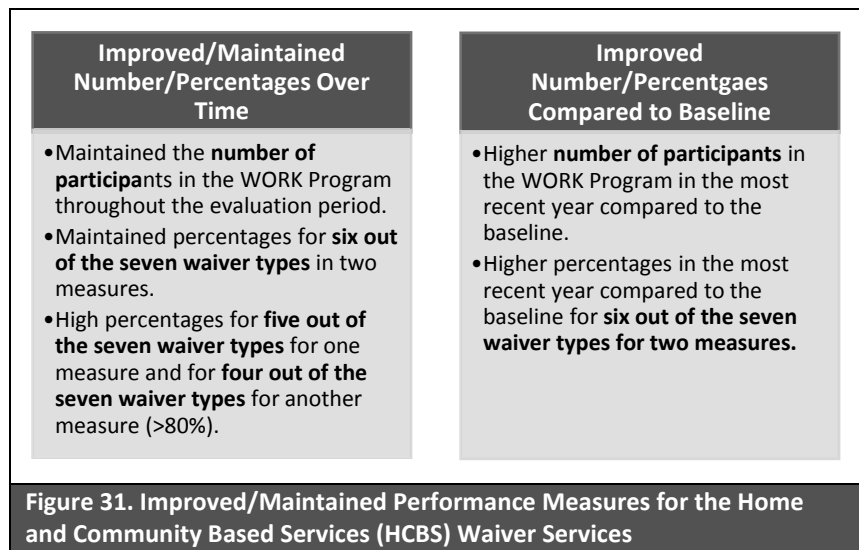 Improved/Maintained
Number/Percentages Over
Time
•Maintained the number of
participants in the WORK Program
throughout the evaluation period.
•Maintained percentages for six out
of the seven waiver types in two
measures.
•High percentages for five out of
the seven waiver types for one
measure and for four out of the
seven waiver types for another
measure (>80%).
Improved
Number/Percentgaes
Compared to Baseline
•Higher number of participants in
the WORK Program in the most
recent year compared to the
baseline.
•Higher percentages in the most
recent year compared to the
baseline for six out of the seven
waiver types for two measures.
Figure 31. Improved/Maintained Performance Measures for the Home
and Community Based Services (HCBS) Waiver Services